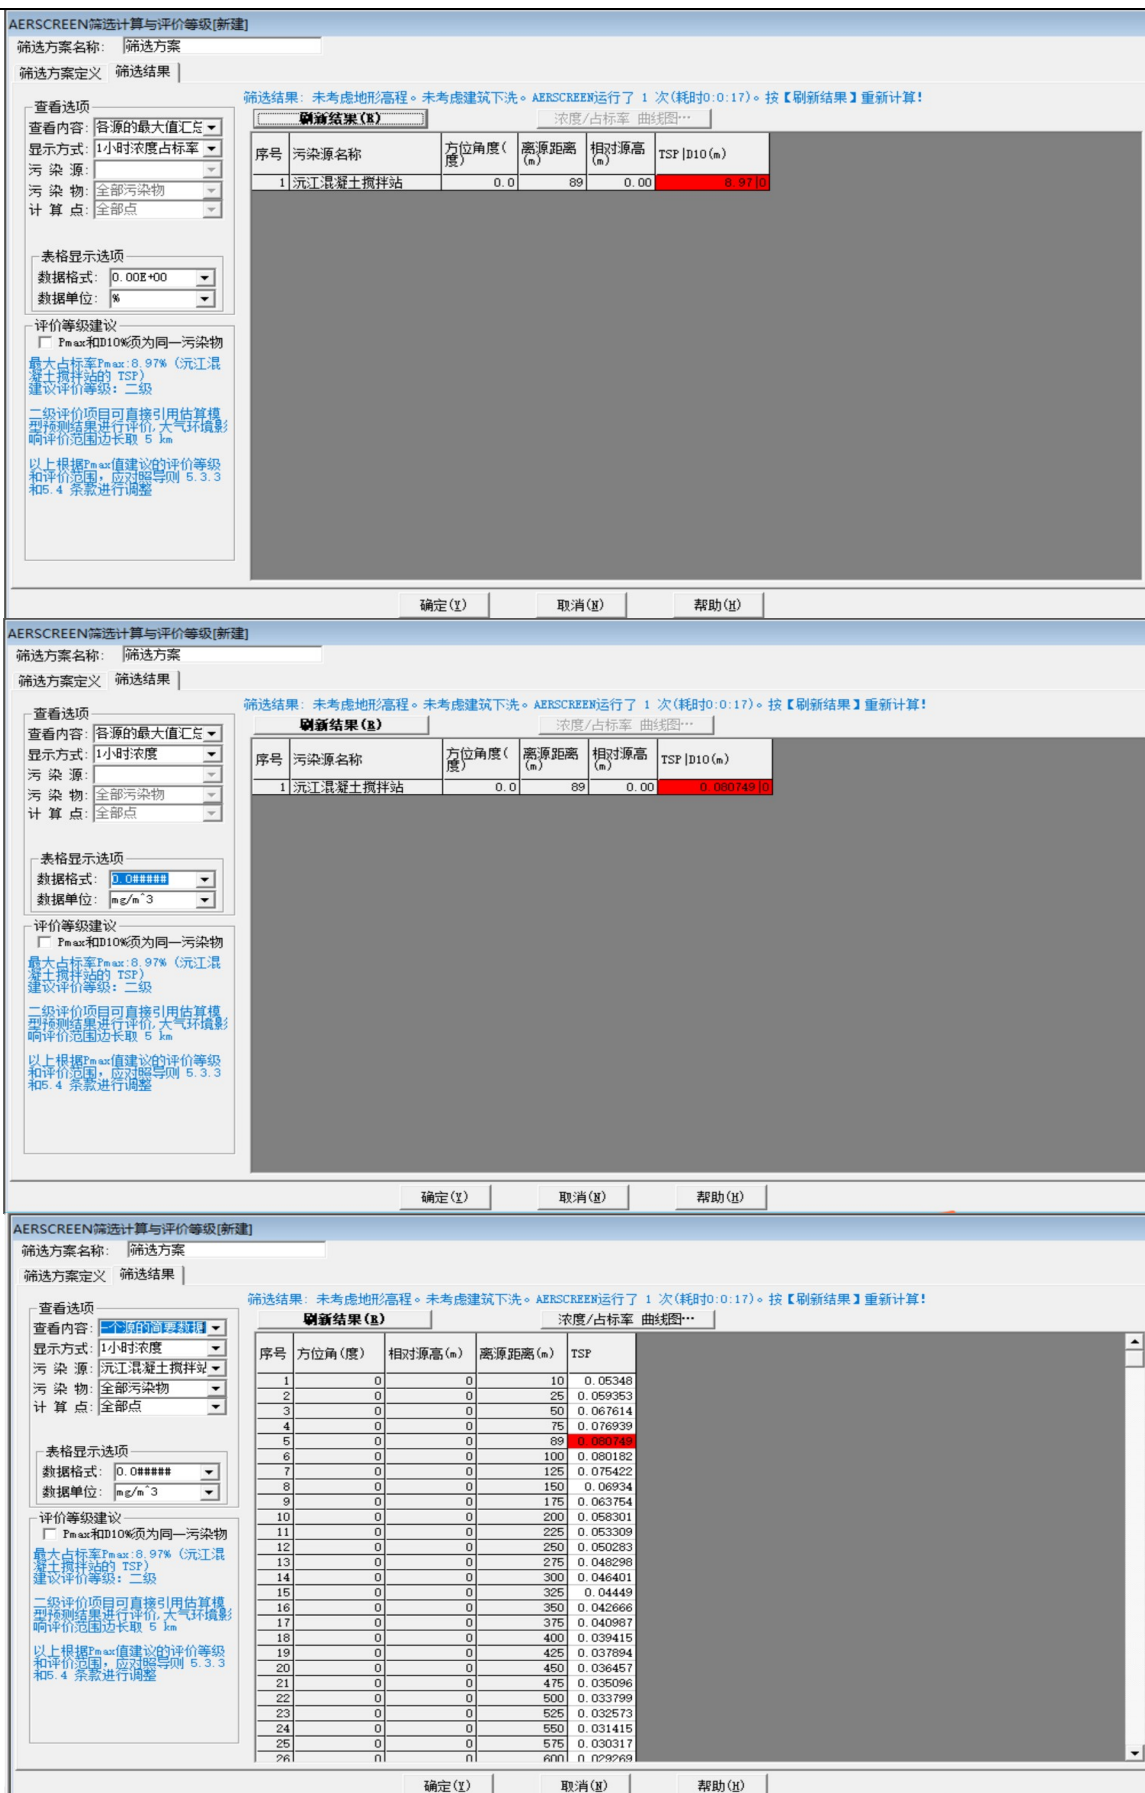 AERSCREEN筛选计算与评价等级[新建]
筛选方案名称: 筛选方案
筛选方案定义 筛选结果
筛选结果: 未考虑地形高程。未考虑建筑下洗。AERSCREEN运行了 1 次(耗时0:0:17)。按【刷新结果】重新计算!
刷新结果(R) 浓度/占标率 曲线图…
查看选项
查看内容: 各源的最大值汇总
显示方式: 1小时浓度占标率
污 染 源:
污 染 物: 全部污染物
计 算 点: 全部点
表格显示选项
数据格式: 0.00E+00
数据单位: %
评价等级建议
Pmax和D10%须为同一污染物
最大占标率Pmax:8.97% (沅江混
凝土搅拌站的 TSP)
建议评价等级: 二级
二级评价项目可直接引用估算模
型预测结果进行评价,大气环境影
响评价范围边长取 5 km
以上根据Pmax值建议的评价等级
和评价范围,应对照导则 5.3.3
和5.4 条款进行调整
序号 污染源名称 方位角度(度) 离源距离(m) 相对源高(m) TSP|D10(m)
1 沅江混凝土搅拌站 0.0 89 0.00 8.97|0
确定(Y) 取消(N) 帮助(H)
AERSCREEN筛选计算与评价等级[新建]
筛选方案名称: 筛选方案
筛选方案定义 筛选结果
筛选结果: 未考虑地形高程。未考虑建筑下洗。AERSCREEN运行了 1 次(耗时0:0:17)。按【刷新结果】重新计算!
刷新结果(R) 浓度/占标率 曲线图…
查看选项
查看内容: 各源的最大值汇总
显示方式: 1小时浓度
污 染 源:
污 染 物: 全部污染物
计 算 点: 全部点
表格显示选项
数据格式: 0.0#####
数据单位: mg/m^3
评价等级建议
Pmax和D10%须为同一污染物
最大占标率Pmax:8.97% (沅江混
凝土搅拌站的 TSP)
建议评价等级: 二级
二级评价项目可直接引用估算模
型预测结果进行评价,大气环境影
响评价范围边长取 5 km
以上根据Pmax值建议的评价等级
和评价范围,应对照导则 5.3.3
和5.4 条款进行调整
序号 污染源名称 方位角度(度) 离源距离(m) 相对源高(m) TSP|D10(m)
1 沅江混凝土搅拌站 0.0 89 0.00 0.080749|0
确定(Y) 取消(N) 帮助(H)
AERSCREEN筛选计算与评价等级[新建]
筛选方案名称: 筛选方案
筛选方案定义 筛选结果
筛选结果: 未考虑地形高程。未考虑建筑下洗。AERSCREEN运行了 1 次(耗时0:0:17)。按【刷新结果】重新计算!
刷新结果(R) 浓度/占标率 曲线图…
查看选项
查看内容: 一个源的简要数据
显示方式: 1小时浓度
污 染 源: 沅江混凝土搅拌站
污 染 物: 全部污染物
计 算 点: 全部点
表格显示选项
数据格式: 0.0#####
数据单位: mg/m^3
评价等级建议
Pmax和D10%须为同一污染物
最大占标率Pmax:8.97% (沅江混
凝土搅拌站的 TSP)
建议评价等级: 二级
二级评价项目可直接引用估算模
型预测结果进行评价,大气环境影
响评价范围边长取 5 km
以上根据Pmax值建议的评价等级
和评价范围,应对照导则 5.3.3
和5.4 条款进行调整
序号 方位角(度) 相对源高(m) 离源距离(m) TSP
1 0 0 10 0.05348
2 0 0 25 0.059353
3 0 0 50 0.067614
4 0 0 75 0.076939
5 0 0 89 0.080749
6 0 0 100 0.080182
7 0 0 125 0.075422
8 0 0 150 0.06934
9 0 0 175 0.063754
10 0 0 200 0.058301
11 0 0 225 0.053309
12 0 0 250 0.050283
13 0 0 275 0.048298
14 0 0 300 0.046401
15 0 0 325 0.04449
16 0 0 350 0.042666
17 0 0 375 0.040987
18 0 0 400 0.039415
19 0 0 425 0.037894
20 0 0 450 0.036457
21 0 0 475 0.035096
22 0 0 500 0.033799
23 0 0 525 0.032573
24 0 0 550 0.031415
25 0 0 575 0.030317
26 0 0 600 0.029269
确定(Y) 取消(N) 帮助(H)